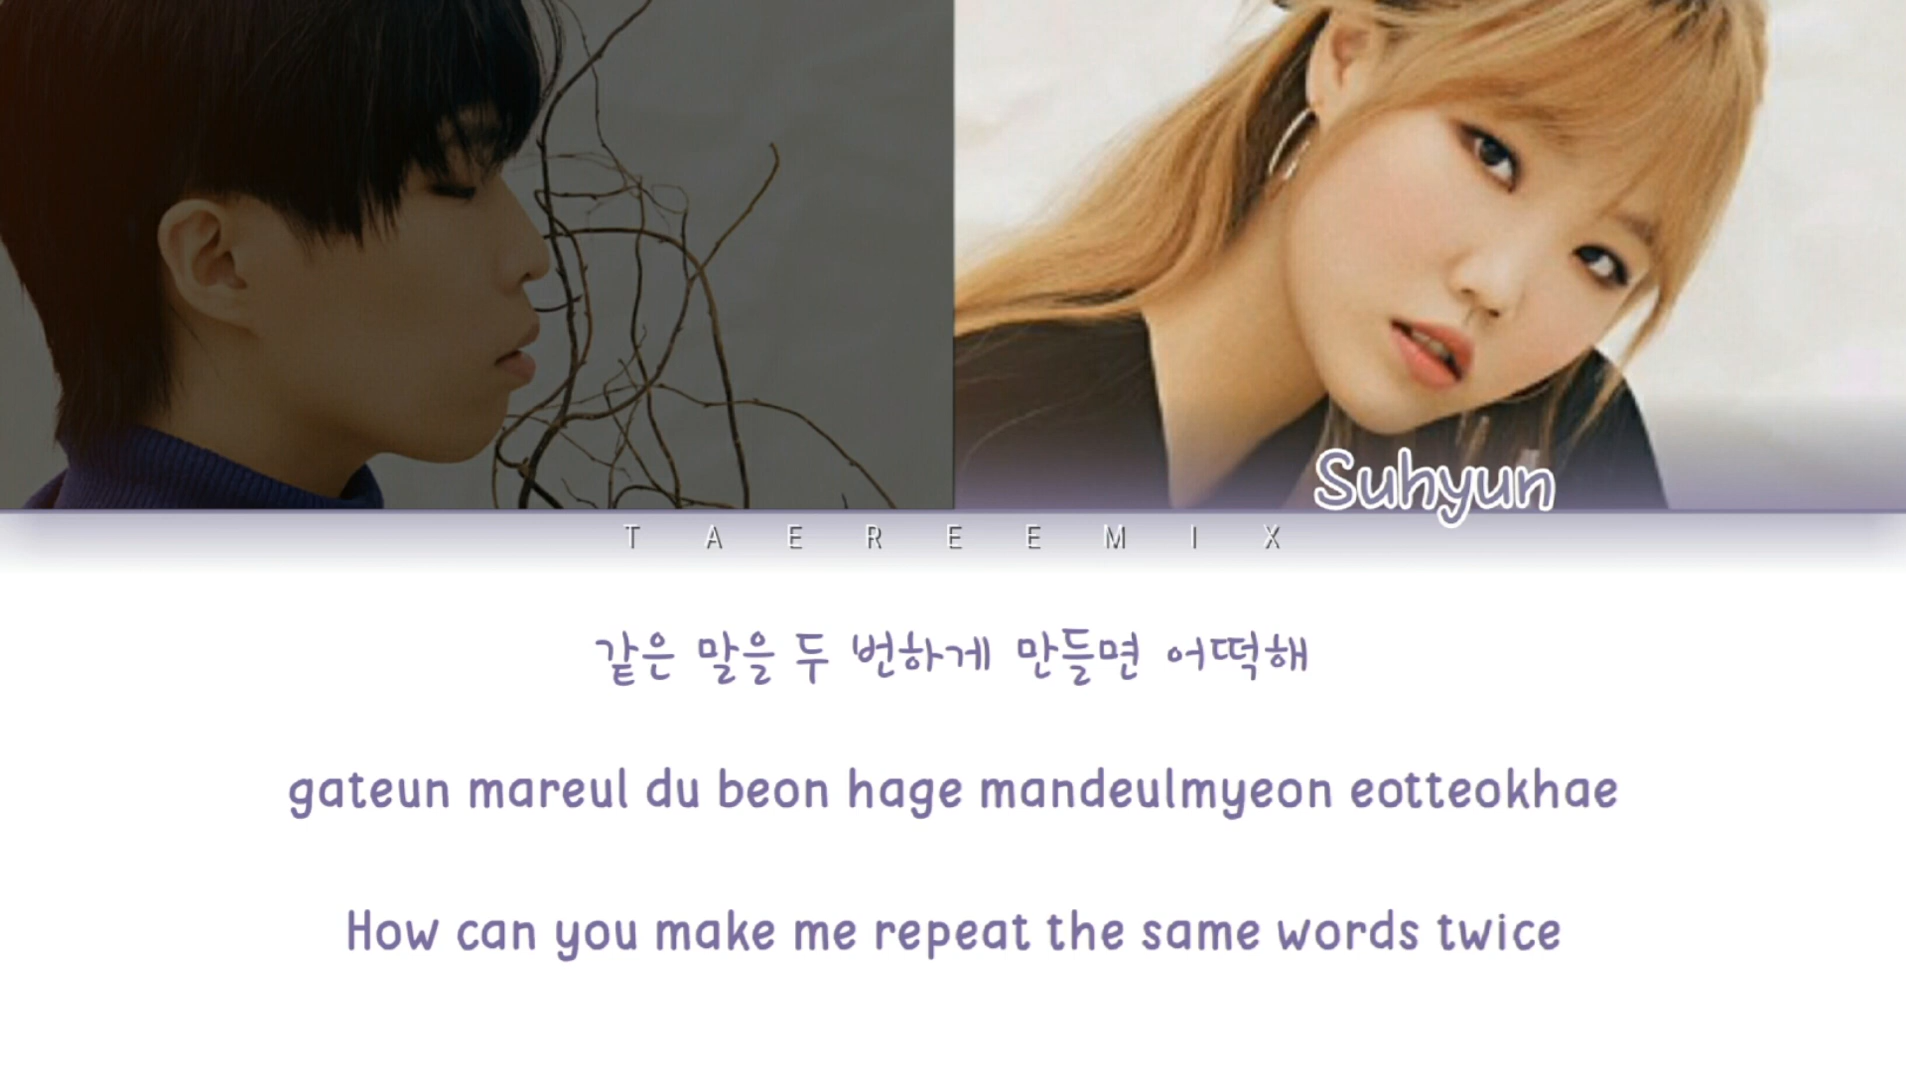 Suhyun
TAEREEMIX
같은 말을 두 번하게 만들면 어떡해
gateun mareul du beon hage mandeulmyeon eotteokhae
How can you make me repeat the same words twice